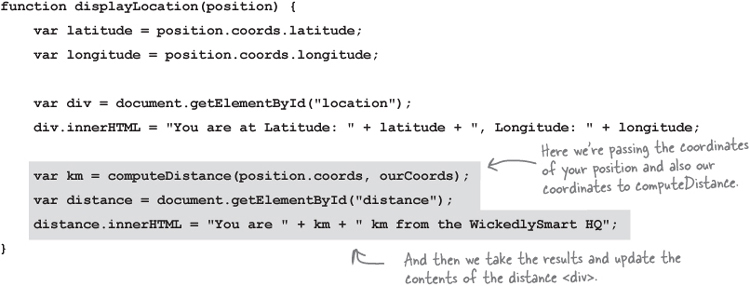 function displayLocation(position) {
var latitude = position.coords.latitude;
var longitude = position.coords.longitude;
var div = document.getElementById("location");
div.innerHTML = "You are at Latitude: " + latitude + ", Longitude: " + longitude;
Here we're passing the coordinates
of your position and also our
coordinates to computeDistance.
var km = computeDistance(position.coords, ourCoords);
var distance = document.getElementById("distance");
distance.innerHTML = "You are " + km + " km from the WickedlySmart HQ";
}
And then we take the results and update the
contents of the distance <div>.